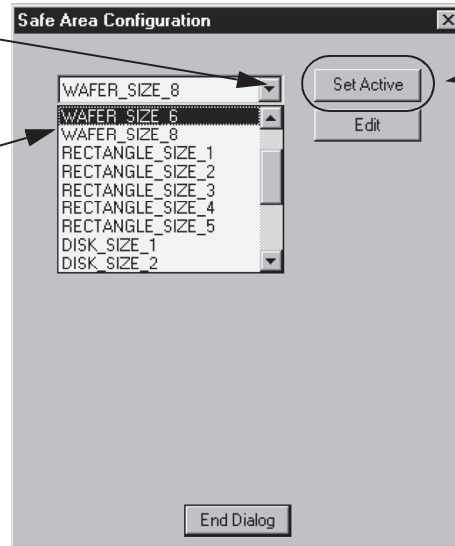 Safe Area Configuration
WAFER_SIZE_8
Set Active
WAFER_SIZE_6
Edit
WAFER_SIZE_8
RECTANGLE_SIZE_1
RECTANGLE_SIZE_2
RECTANGLE_SIZE_3
RECTANGLE_SIZE_4
RECTANGLE_SIZE_5
DISK_SIZE_1
DISK_SIZE_2
End Dialog